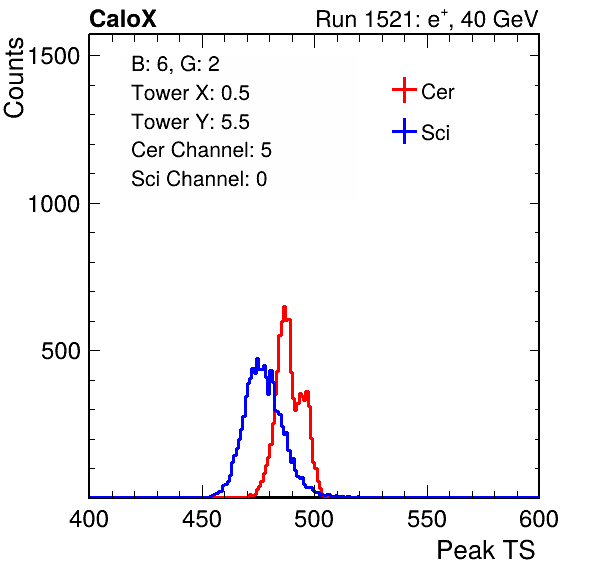 CaloX Run 1521: e⁺, 40 GeV
Counts
1500
1000
500
B: 6, G: 2
Tower X: 0.5
Tower Y: 5.5
Cer Channel: 5
Sci Channel: 0
Cer
Sci
400 450 500 550 600
Peak TS